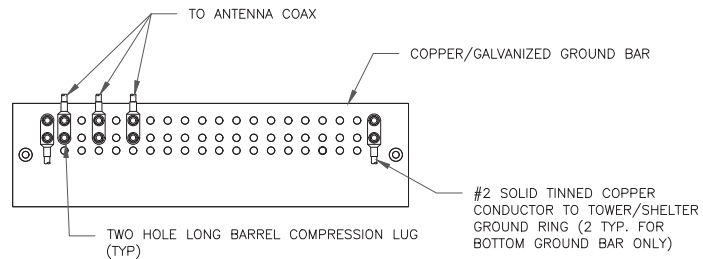 TO ANTENNA COAX
COPPER/GALVANIZED GROUND BAR
#2 SOLID TINNED COPPER
CONDUCTOR TO TOWER/SHELTER
GROUND RING (2 TYP. FOR
BOTTOM GROUND BAR ONLY)
TWO HOLE LONG BARREL COMPRESSION LUG
(TYP)